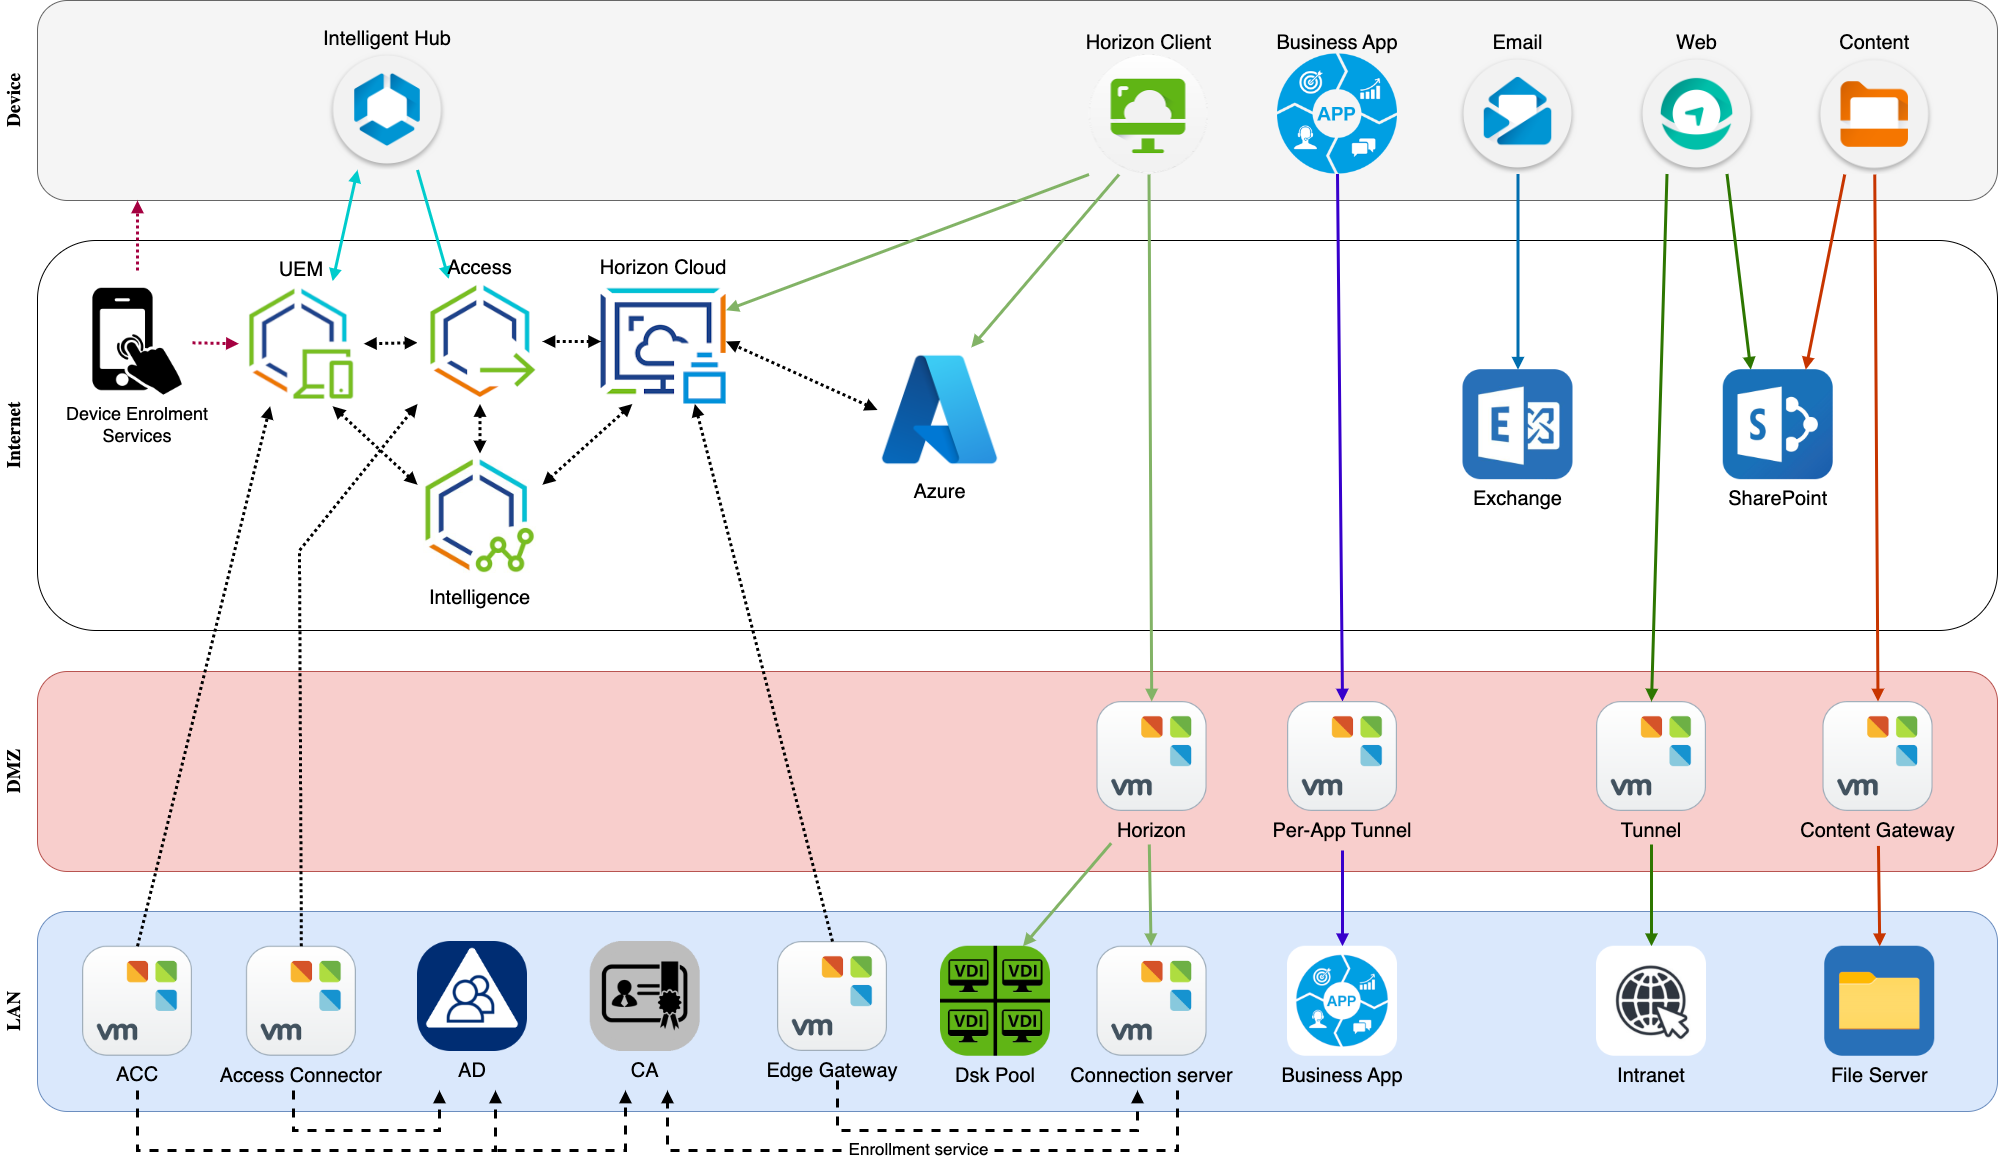 Device
Intelligent Hub
Horizon Client
Business App
Email
Web
Content
APP
Internet
UEM
Access
Horizon Cloud
Device Enrolment
Services
Intelligence
Azure
E
Exchange
S
SharePoint
DMZ
vm
vm
vm
vm
Horizon
Per-App Tunnel
Tunnel
Content Gateway
LAN
vm
vm
vm
VDI
VDI
VDI
VDI
vm
APP
ACC
Access Connector
AD
CA
Edge Gateway
Dsk Pool
Connection server
Business App
Intranet
File Server
Enrollment service